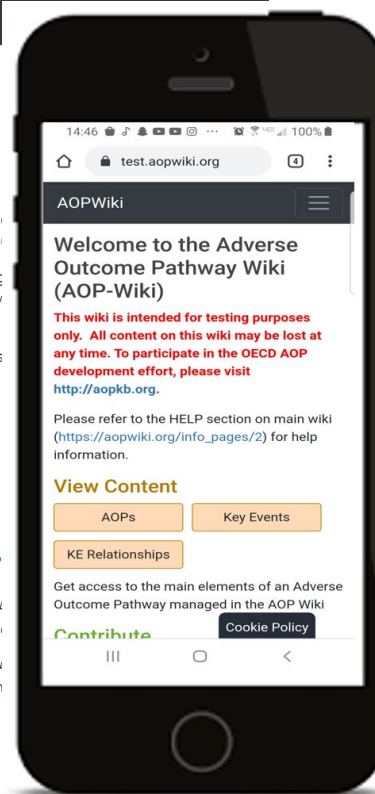 14:46 100%
test.aopwiki.org 4
AOPWiki
Welcome to the Adverse
Outcome Pathway Wiki
(AOP-Wiki)
This wiki is intended for testing purposes
only. All content on this wiki may be lost at
any time. To participate in the OECD AOP
development effort, please visit
http://aopkb.org.
Please refer to the HELP section on main wiki
(https://aopwiki.org/info_pages/2) for help
information.
View Content
AOPs Key Events
KE Relationships
Get access to the main elements of an Adverse
Outcome Pathway managed in the AOP Wiki
Contribute
Cookie Policy